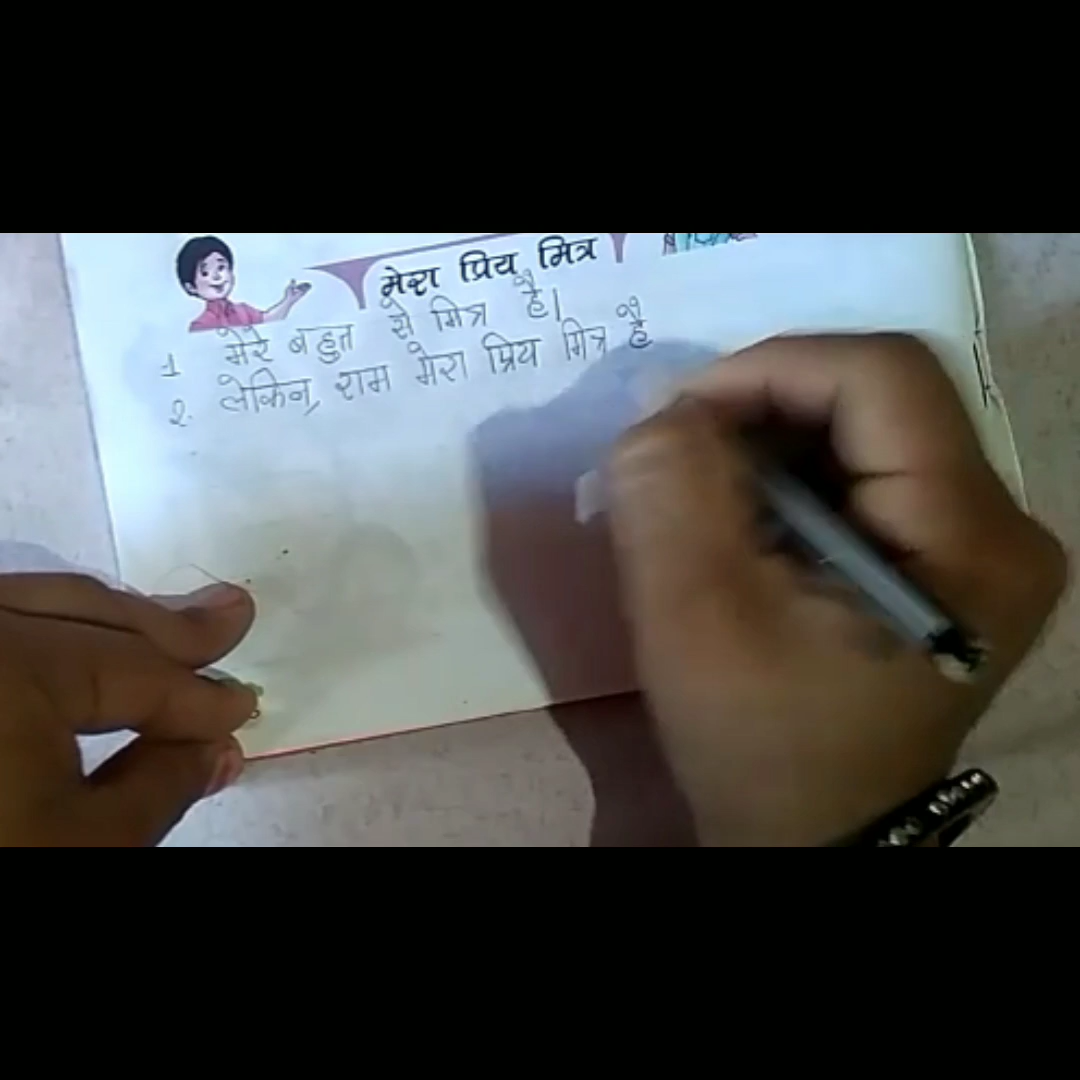 मेरा प्रिय मित्र
1 मेरे बहुत से मित्र है।
2. लेकिन, राम मेरा प्रिय मित्र है